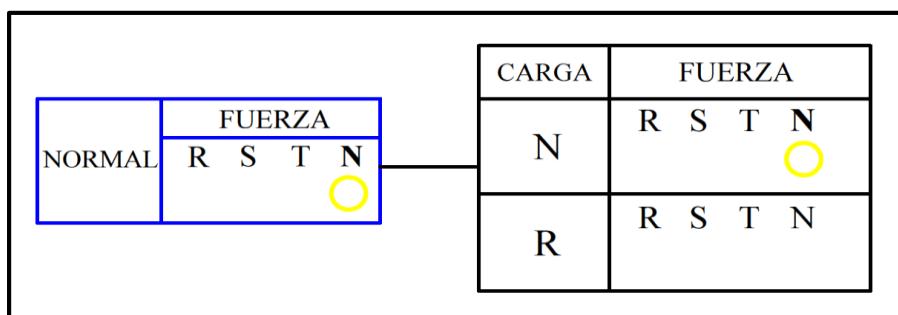 FUERZA
NORMAL
R S T N
CARGA FUERZA
N
R S T N
R
R S T N